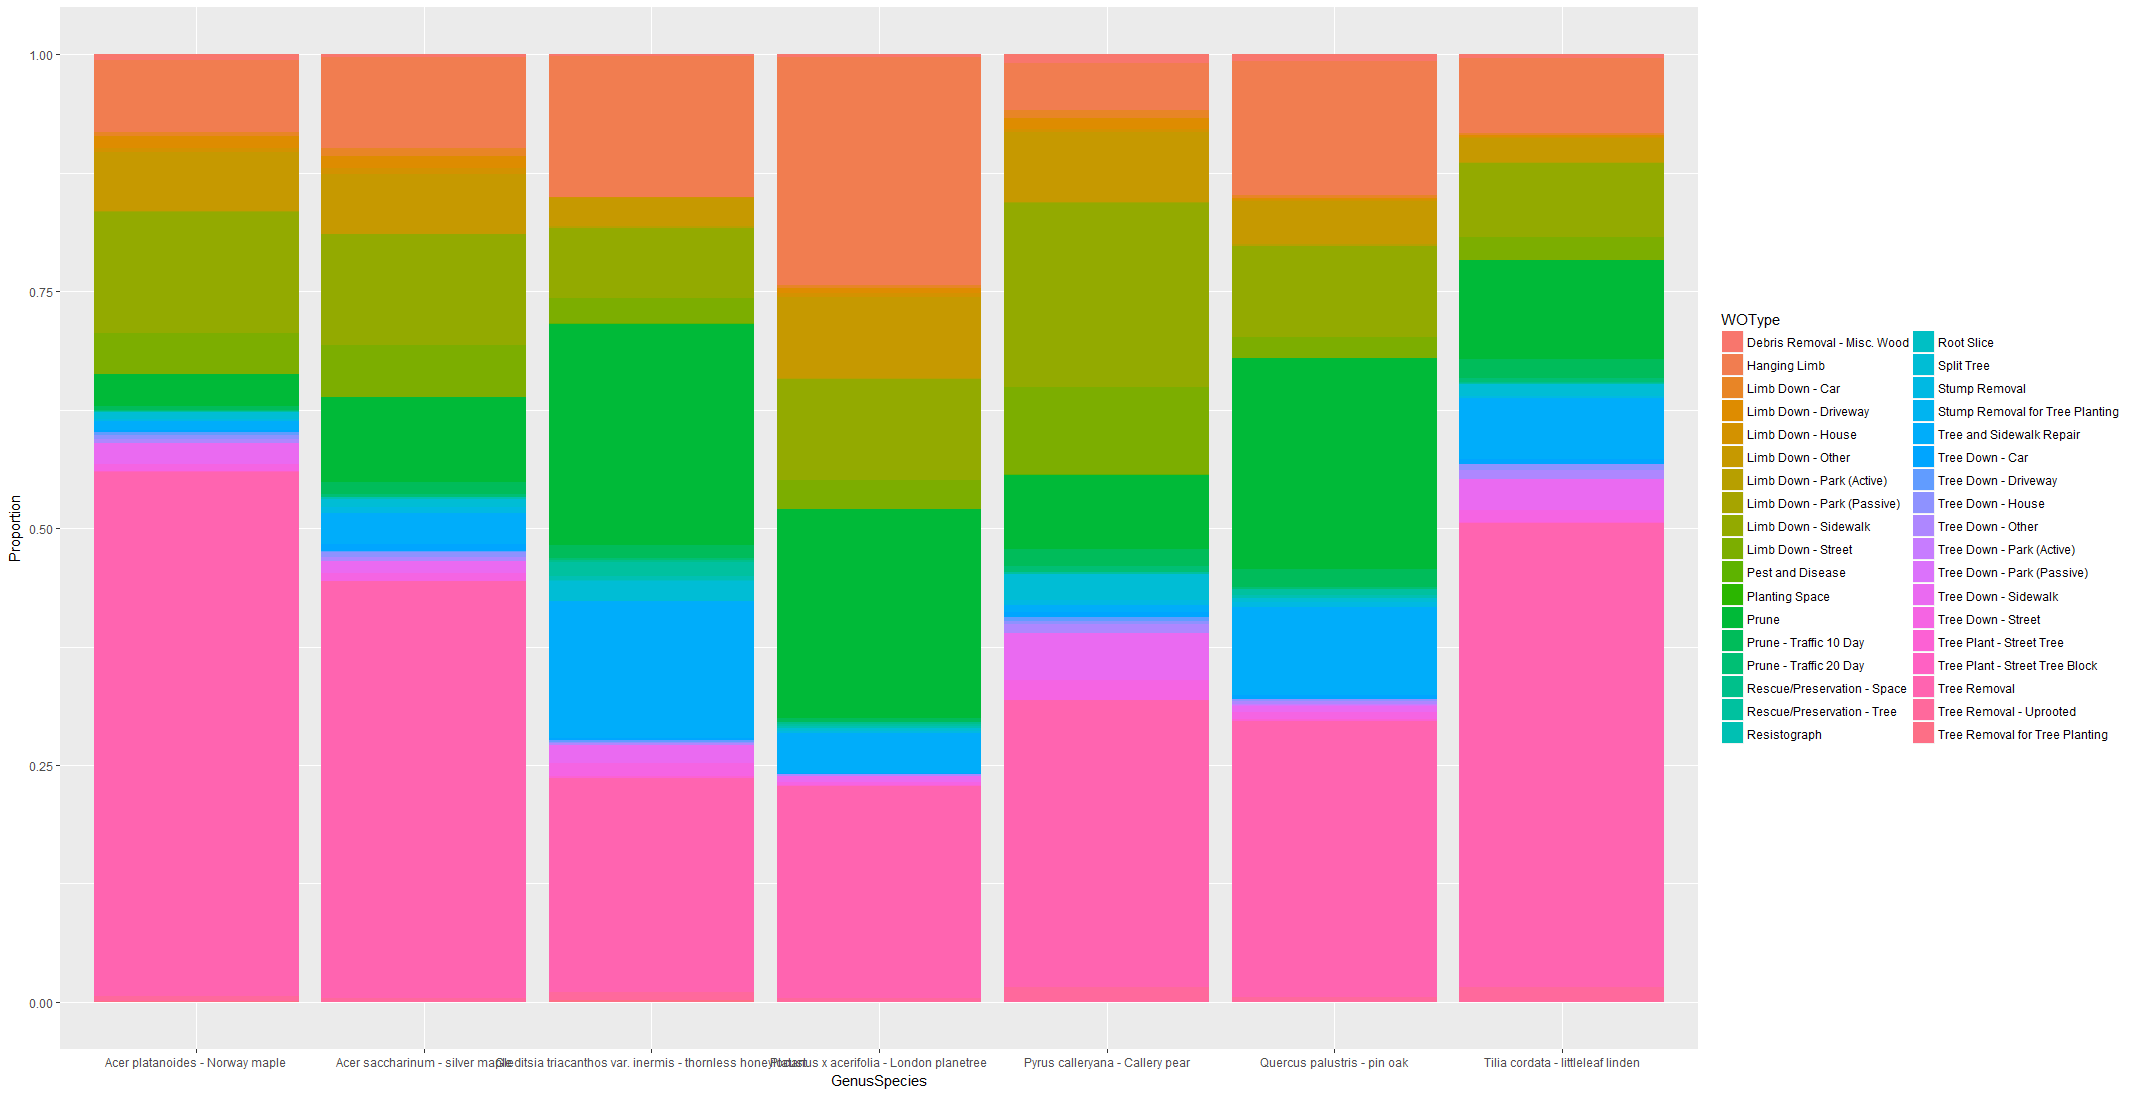 1.00
0.75
0.50
0.25
0.00
Proportion
Acer platanoides - Norway maple
Acer saccharinum - silver maple
Gleditsia triacanthos var. inermis - thornless honeylocust
Platanus x acerifolia - London planetree
Pyrus calleryana - Callery pear
Quercus palustris - pin oak
Tilia cordata - littleleaf linden
GenusSpecies
WOType
Debris Removal - Misc. Wood
Hanging Limb
Limb Down - Car
Limb Down - Driveway
Limb Down - House
Limb Down - Other
Limb Down - Park (Active)
Limb Down - Park (Passive)
Limb Down - Sidewalk
Limb Down - Street
Pest and Disease
Planting Space
Prune
Prune - Traffic 10 Day
Prune - Traffic 20 Day
Rescue/Preservation - Space
Rescue/Preservation - Tree
Resistograph
Root Slice
Split Tree
Stump Removal
Stump Removal for Tree Planting
Tree and Sidewalk Repair
Tree Down - Car
Tree Down - Driveway
Tree Down - House
Tree Down - Other
Tree Down - Park (Active)
Tree Down - Park (Passive)
Tree Down - Sidewalk
Tree Down - Street
Tree Plant - Street Tree
Tree Plant - Street Tree Block
Tree Removal
Tree Removal - Uprooted
Tree Removal for Tree Planting